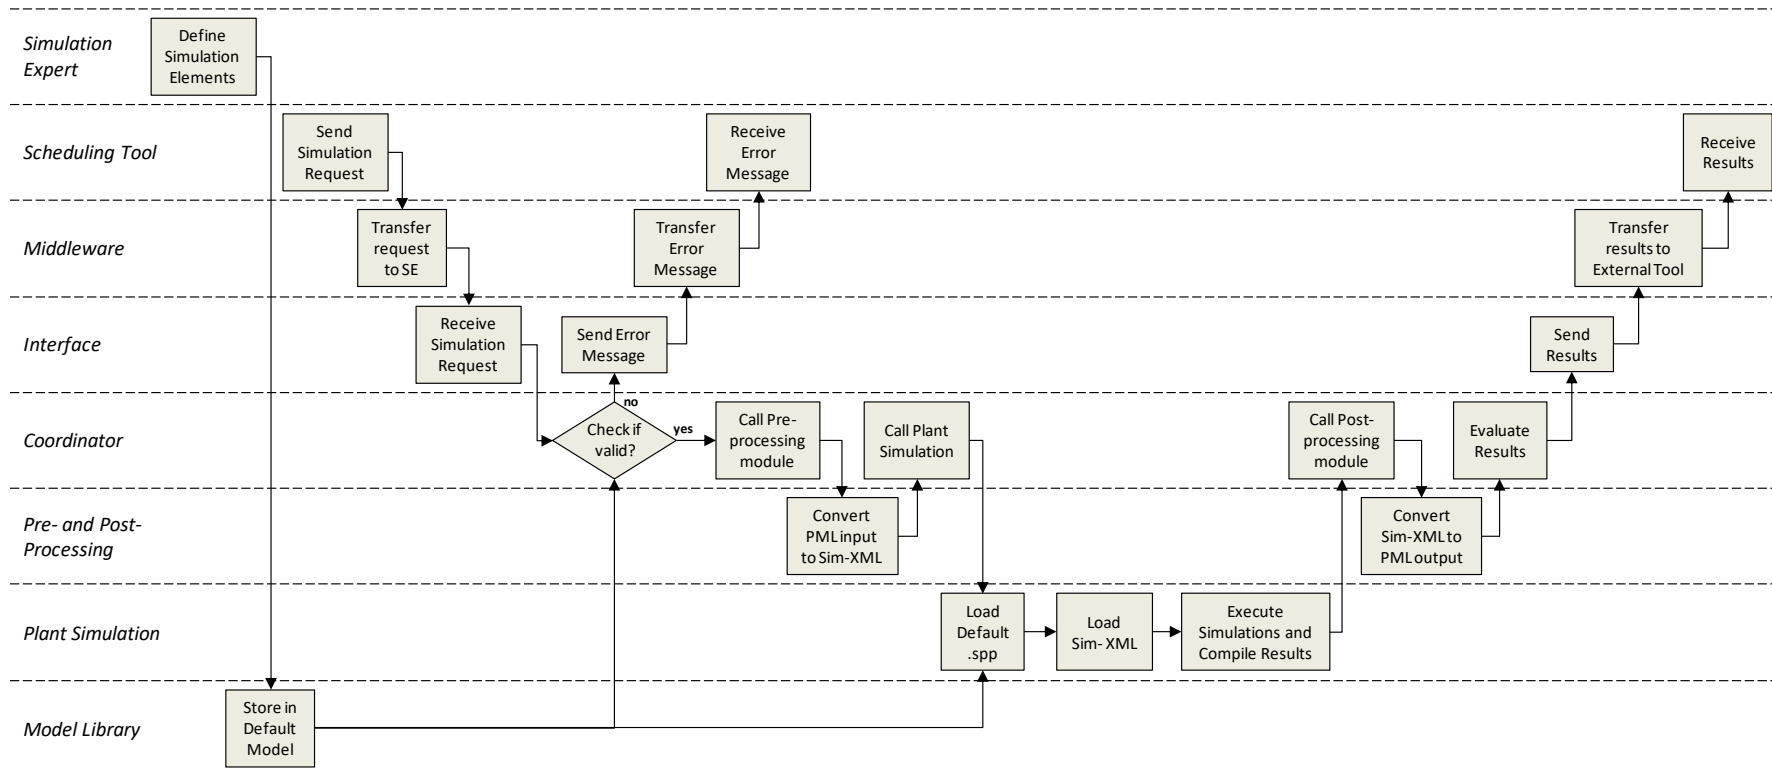 Simulation
Expert
Define
Simulation
Elements
Scheduling Tool
Send
Simulation
Request
Receive
Error
Message
Receive
Results
Middleware
Transfer
request
to SE
Transfer
Error
Message
Transfer
results to
External Tool
Interface
Receive
Simulation
Request
Send Error
Message
Send
Results
Coordinator
Check if
valid?
no
yes
Call Pre-
processing
module
Call Plant
Simulation
Call Post-
processing
module
Evaluate
Results
Pre- and Post-
Processing
Convert
PML input
to Sim-XML
Convert
Sim-XML to
PML output
Plant Simulation
Load
Default
.spp
Load
Sim- XML
Execute
Simulations and
Compile Results
Model Library
Store in
Default
Model